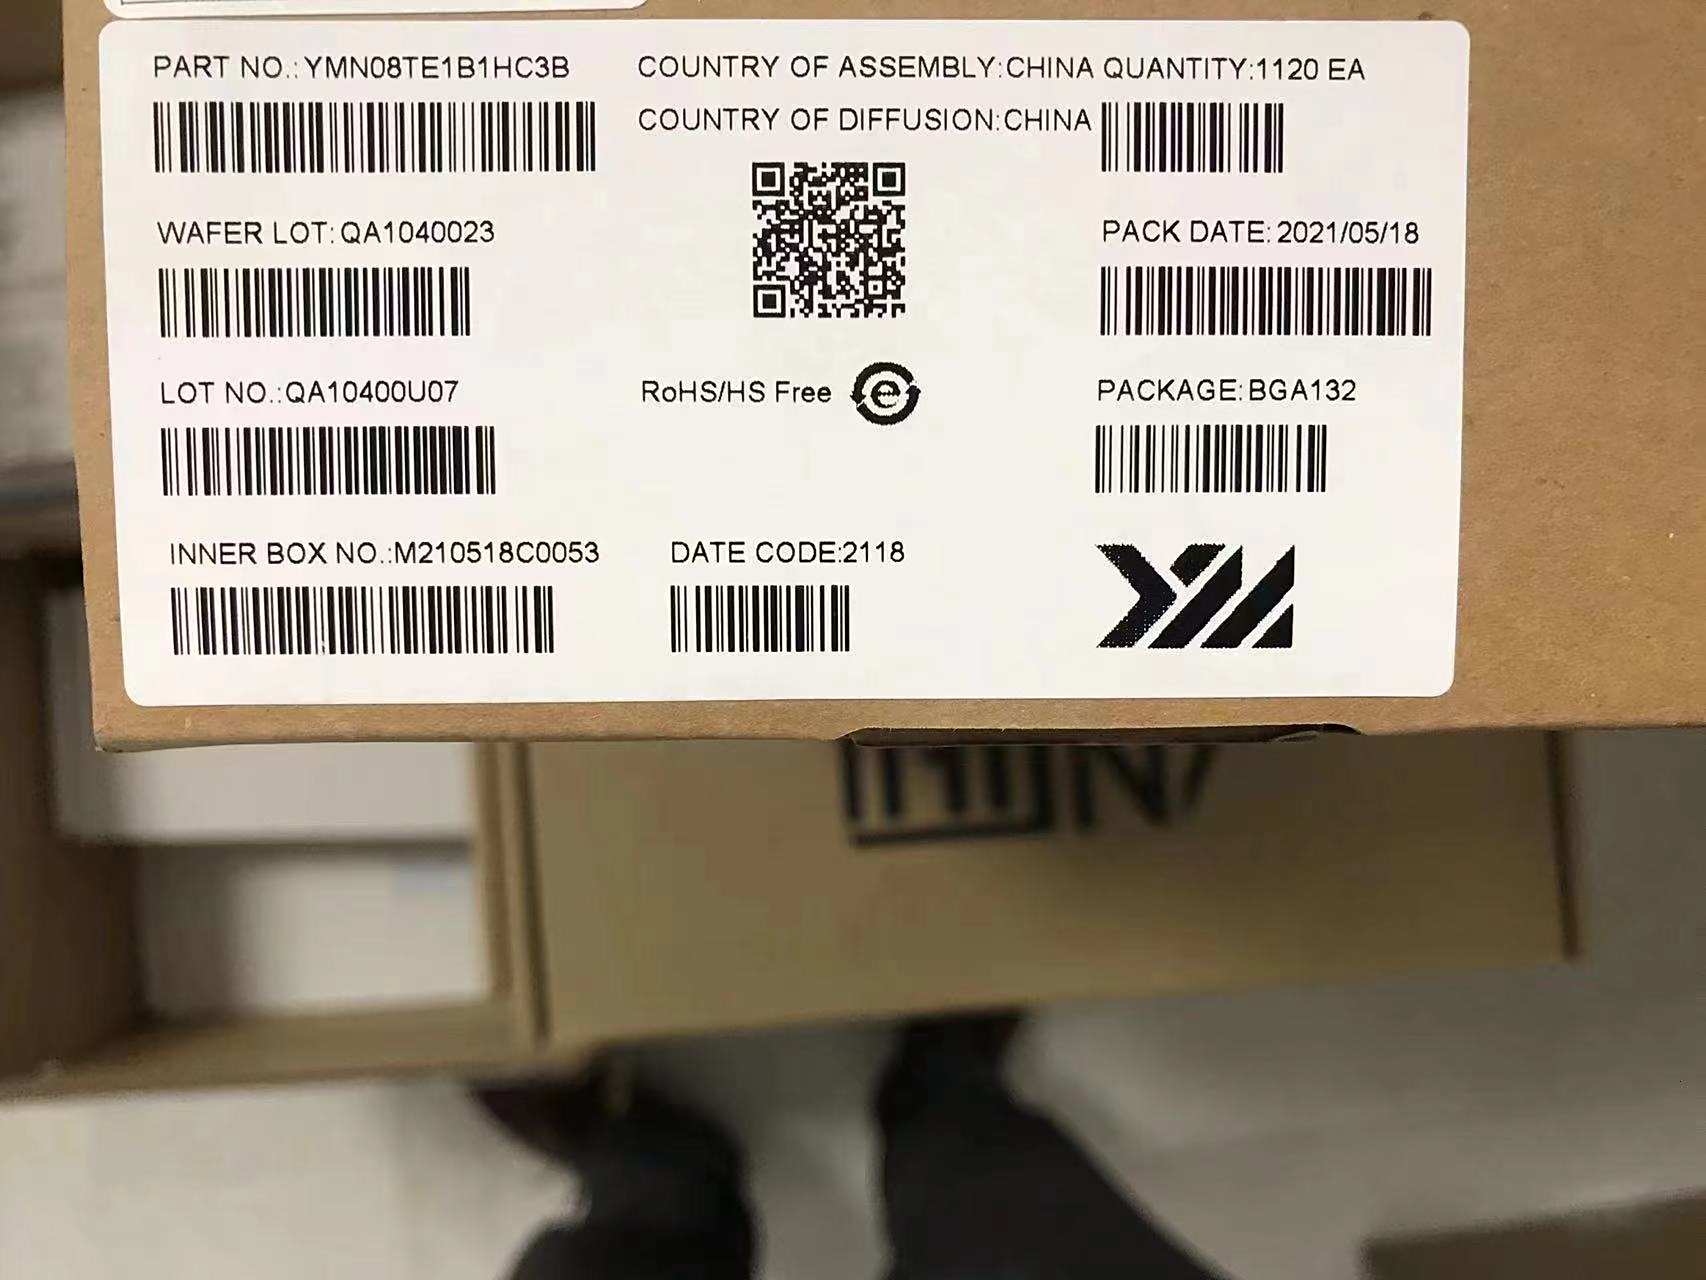 PART NO.: YMN08TE1B1HC3B
COUNTRY OF ASSEMBLY:CHINA QUANTITY:1120 EA
COUNTRY OF DIFFUSION:CHINA
WAFER LOT: QA1040023
PACK DATE: 2021/05/18
LOT NO.:QA10400U07
RoHS/HS Free
e
PACKAGE: BGA132
INNER BOX NO.:M210518C0053
DATE CODE:2118
YM